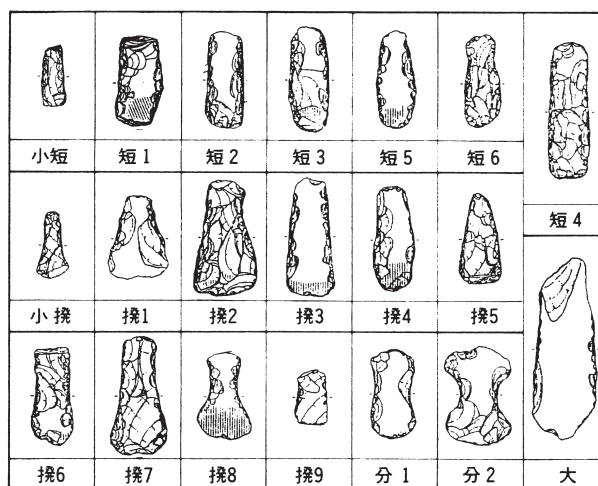 小短 短1 短2 短3 短5 短6
短4
小撥 撥1 撥2 撥3 撥4 撥5
撥6 撥7 撥8 撥9 分1 分2 大